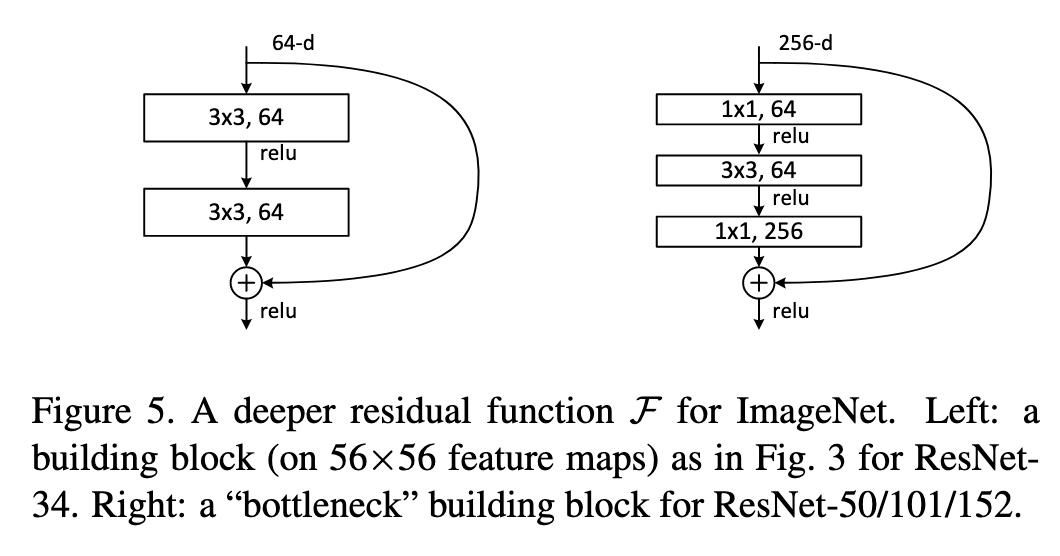 64-d
3x3, 64
relu
3x3, 64
+
relu
256-d
1x1, 64
relu
3x3, 64
relu
1x1, 256
+
relu
Figure 5. A deeper residual function ℱ for ImageNet. Left: a
building block (on 56×56 feature maps) as in Fig. 3 for ResNet-
34. Right: a “bottleneck” building block for ResNet-50/101/152.